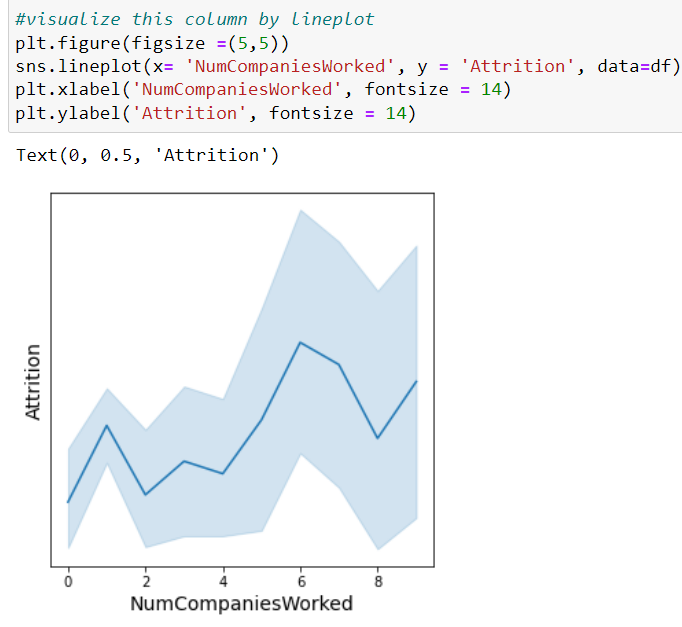 #visualize this column by lineplot
plt.figure(figsize =(5,5))
sns.lineplot(x= 'NumCompaniesWorked', y = 'Attrition', data=df)
plt.xlabel('NumCompaniesWorked', fontsize = 14)
plt.ylabel('Attrition', fontsize = 14)
Text(0, 0.5, 'Attrition')
Attrition
0 2 4 6 8
NumCompaniesWorked